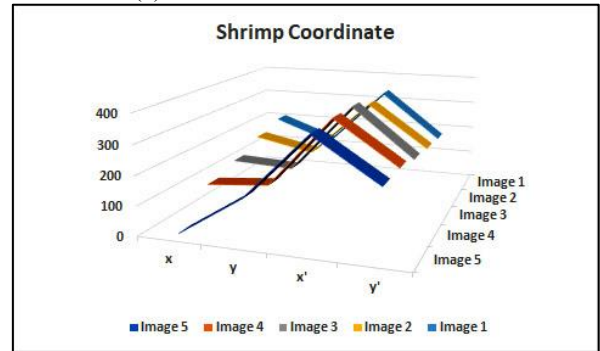 Shrimp Coordinate
400
300
200
100
0
x
y
x'
y'
Image 1
Image 2
Image 3
Image 4
Image 5
Image 5 Image 4 Image 3 Image 2 Image 1